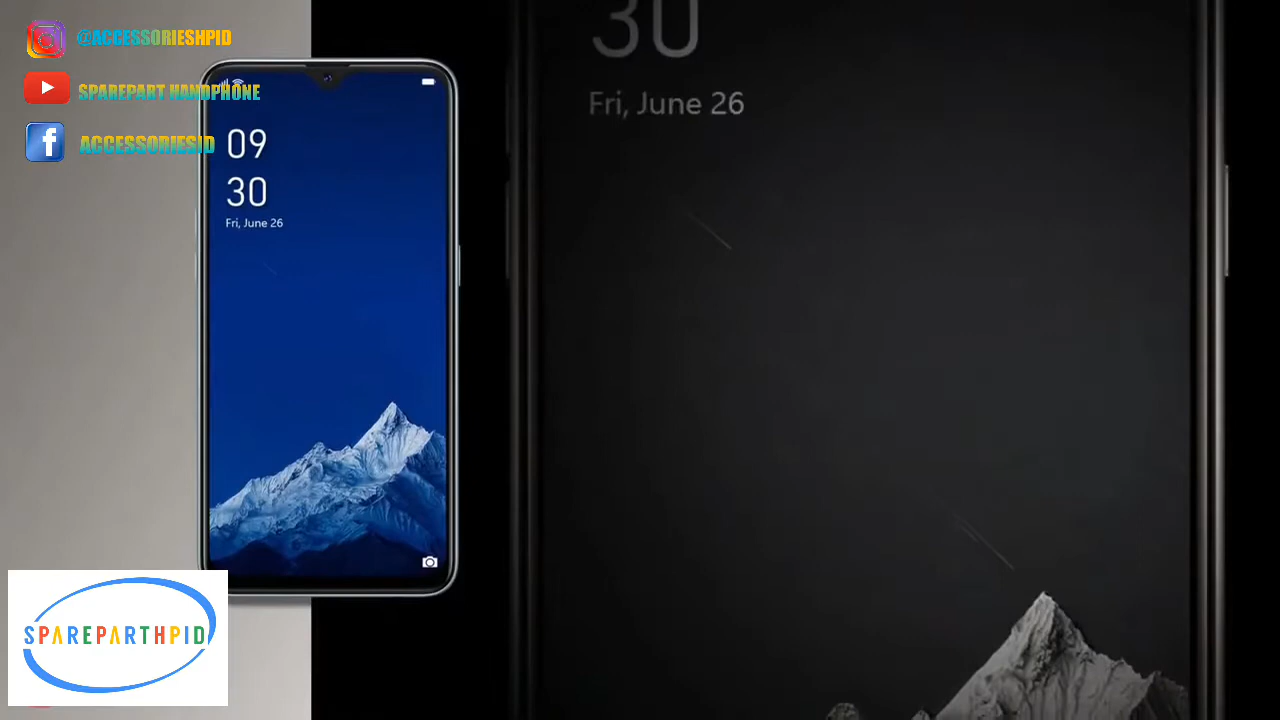 @ACCESSORIESHPID
SPAREPART HANDPHONE
ACCESSORIESID
09
30
Fri, June 26
30
Fri, June 26
SPAREPARTHPID